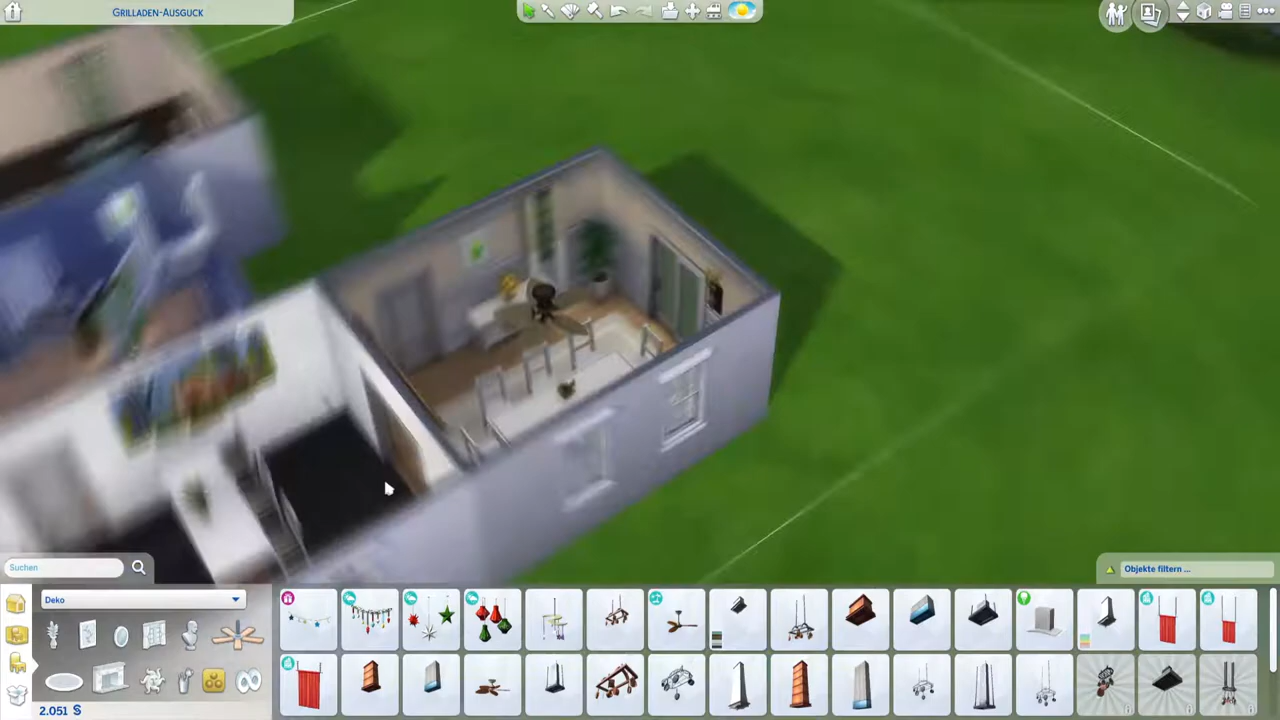 GRILLADEN-AUSGUCK
Suchen
Objekte filtern ...
Deko
2.051 $